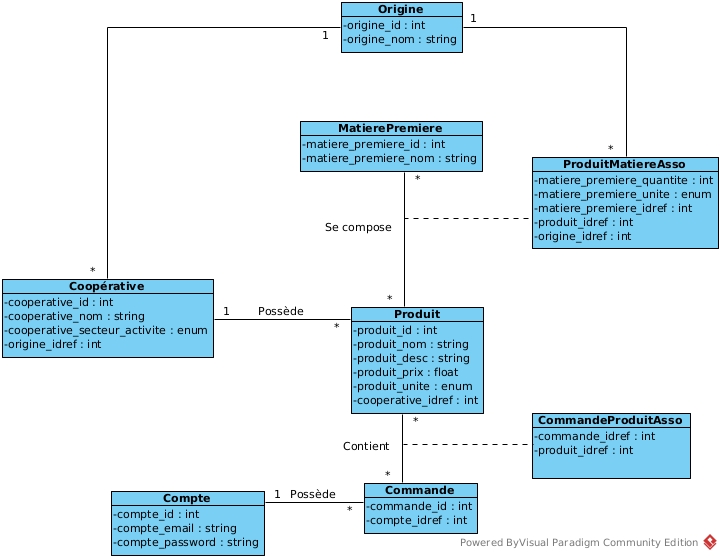 Origine
-origine_id : int
-origine_nom : string
1
1
MatierePremiere
-matiere_premiere_id : int
-matiere_premiere_nom : string
*
*
ProduitMatiereAsso
-matiere_premiere_quantite : int
-matiere_premiere_unite : enum
-matiere_premiere_idref : int
-produit_idref : int
-origine_idref : int
Se compose
*
*
Coopérative
-cooperative_id : int
-cooperative_nom : string
-cooperative_secteur_activite : enum
-origine_idref : int
1 Possède
*
Produit
-produit_id : int
-produit_nom : string
-produit_desc : string
-produit_prix : float
-produit_unite : enum
-cooperative_idref : int
*
Contient
*
CommandeProduitAsso
-commande_idref : int
-produit_idref : int
Compte
-compte_id : int
-compte_email : string
-compte_password : string
1 Possède
*
Commande
-commande_id : int
-compte_idref : int
Powered ByVisual Paradigm Community Edition